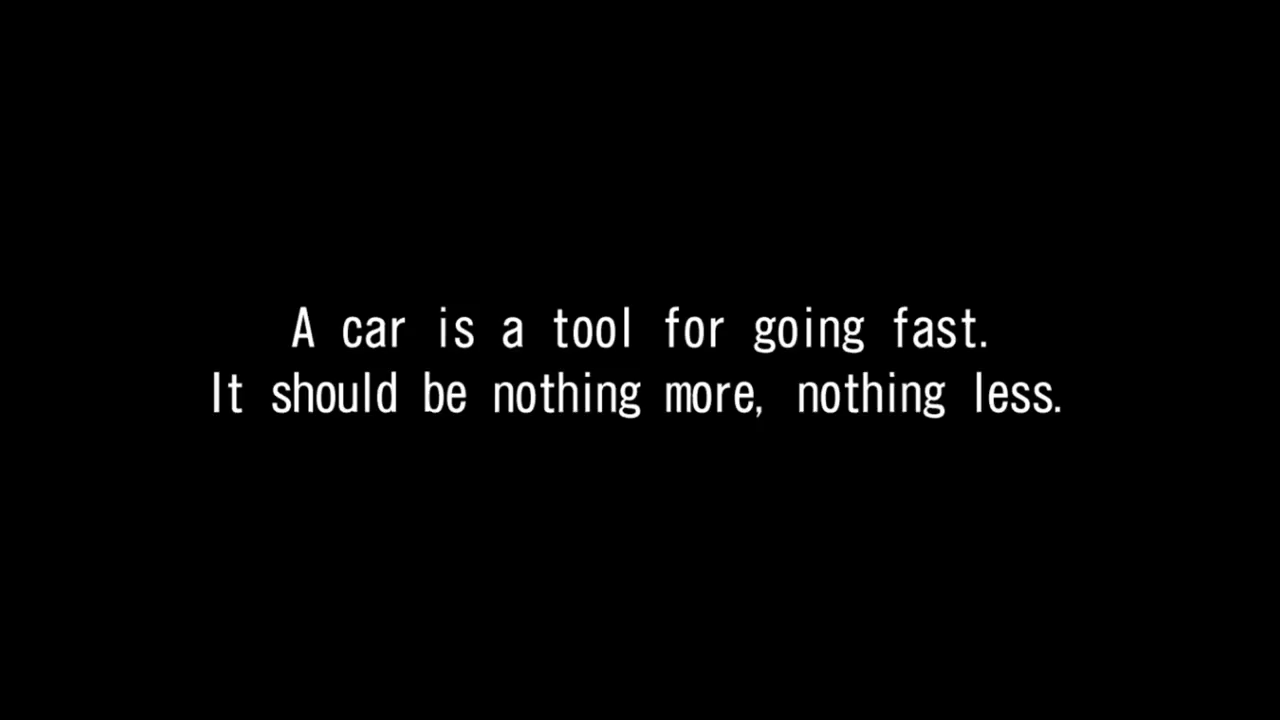 A car is a tool for going fast.
It should be nothing more, nothing less.